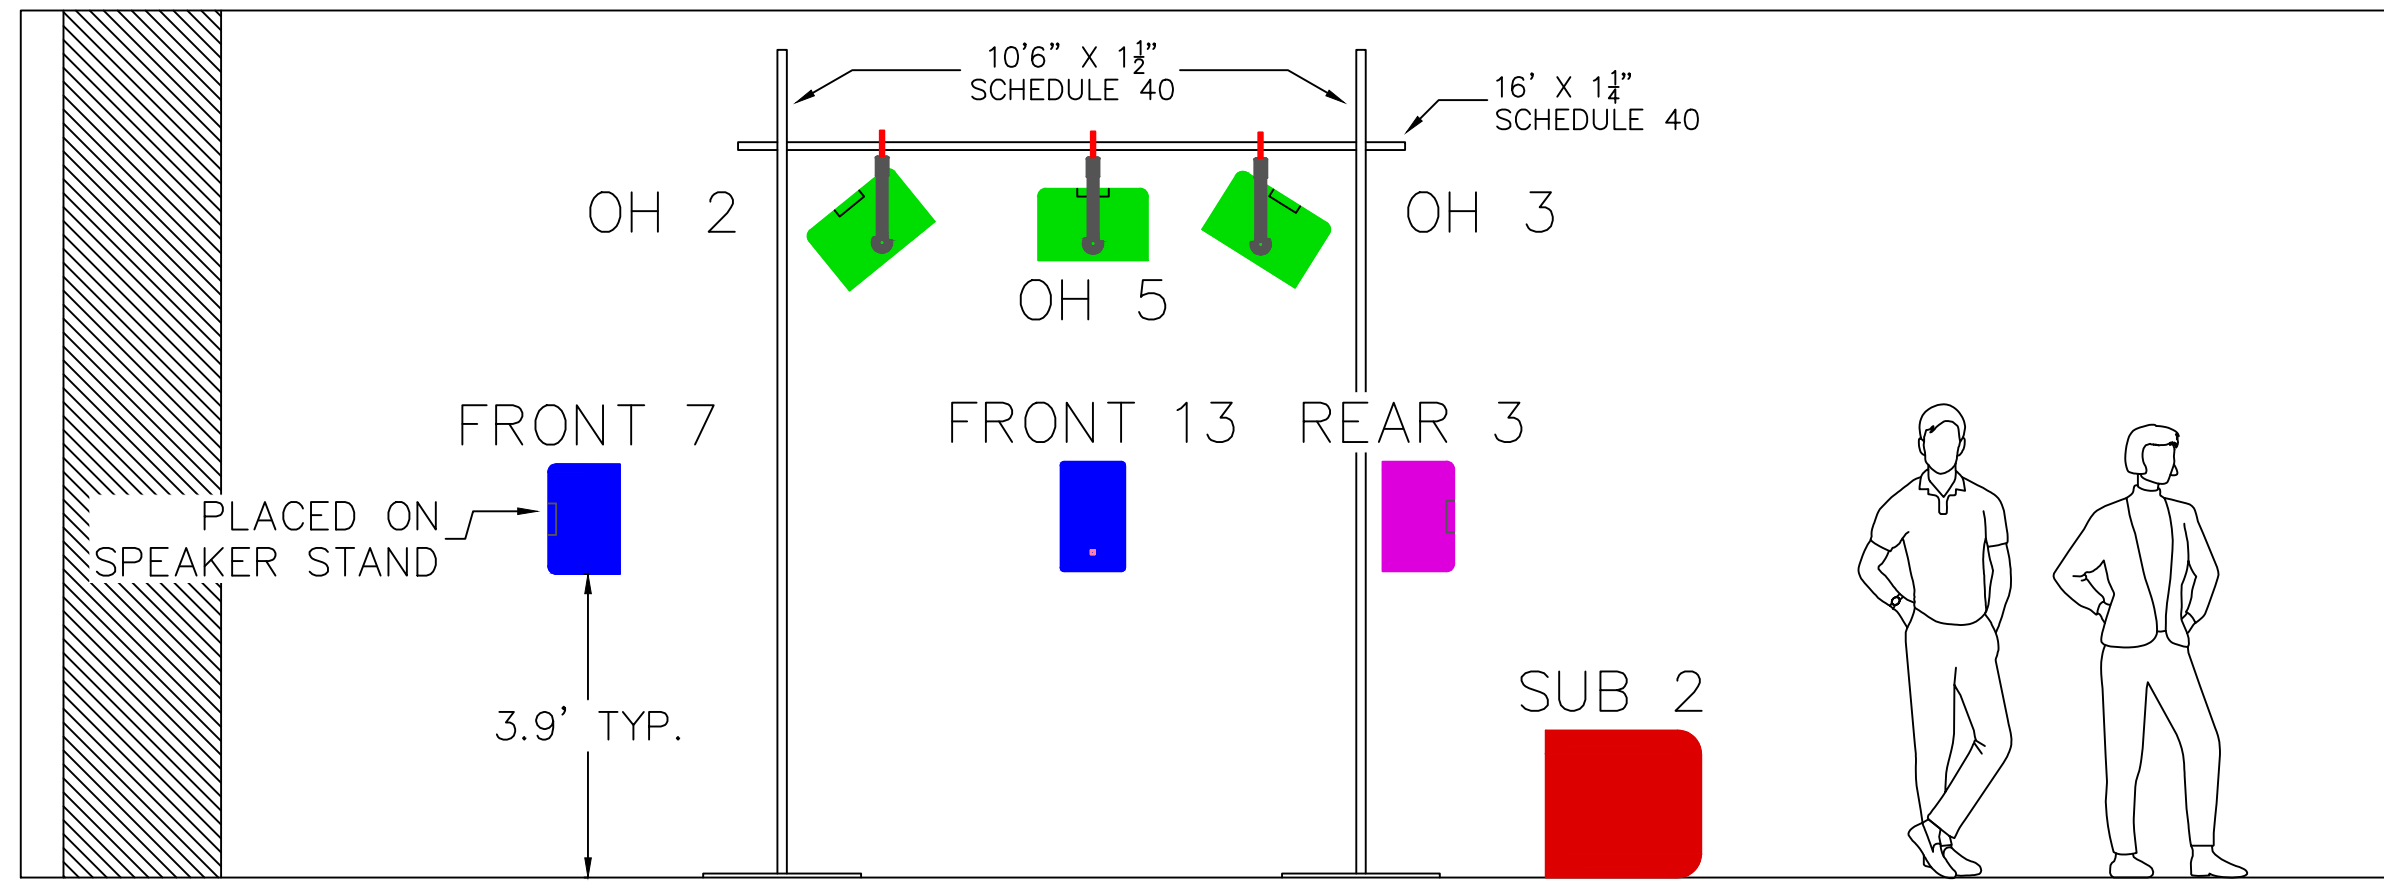 10'6" X 1½"
SCHEDULE 40
16' X 1¼"
SCHEDULE 40
OH 2
OH 3
OH 5
FRONT 7
FRONT 13
REAR 3
PLACED ON
SPEAKER STAND
3.9' TYP.
SUB 2